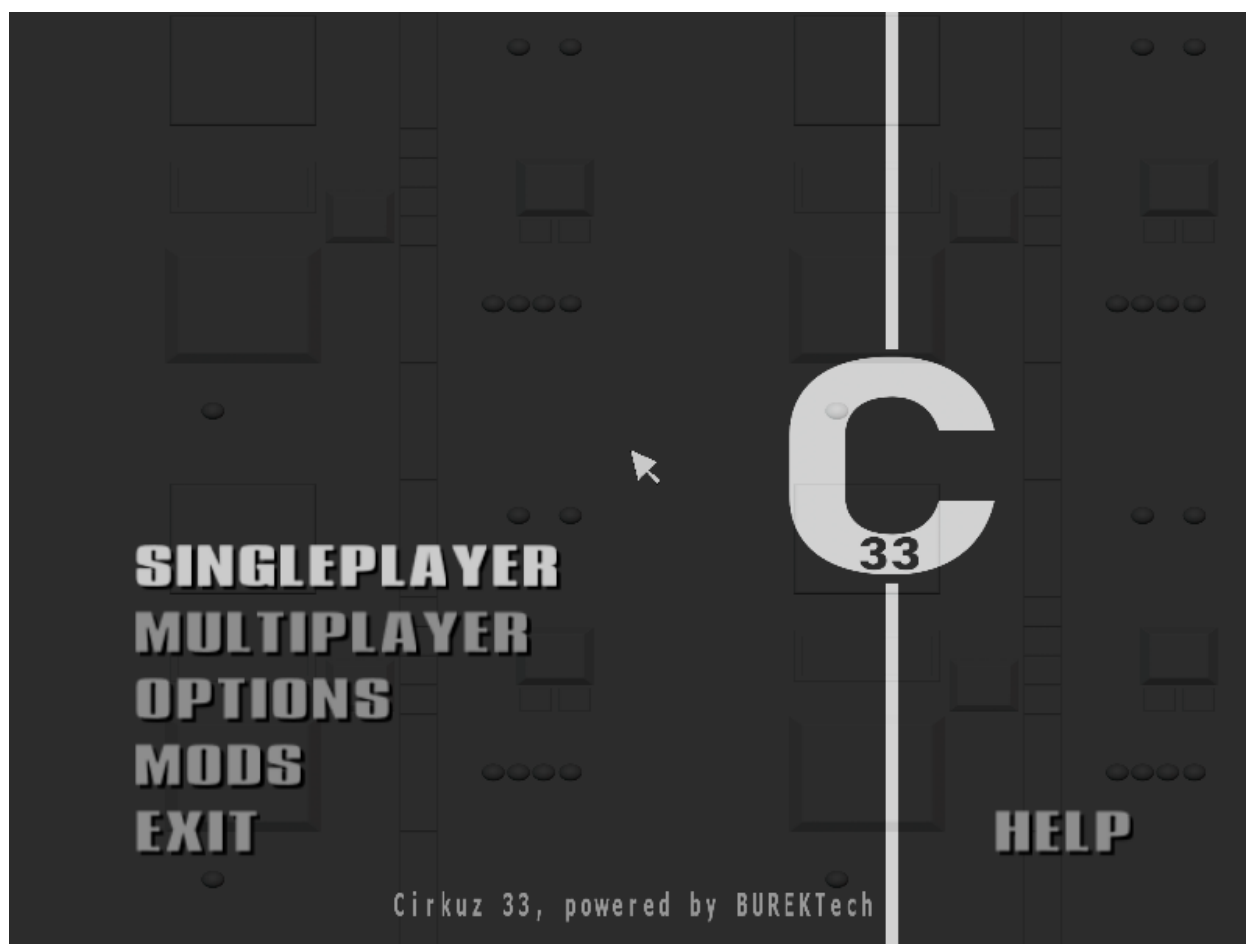 C
33
SINGLEPLAYER
MULTIPLAYER
OPTIONS
MODS
EXIT
HELP
Cirkuz 33, powered by BUREKTech